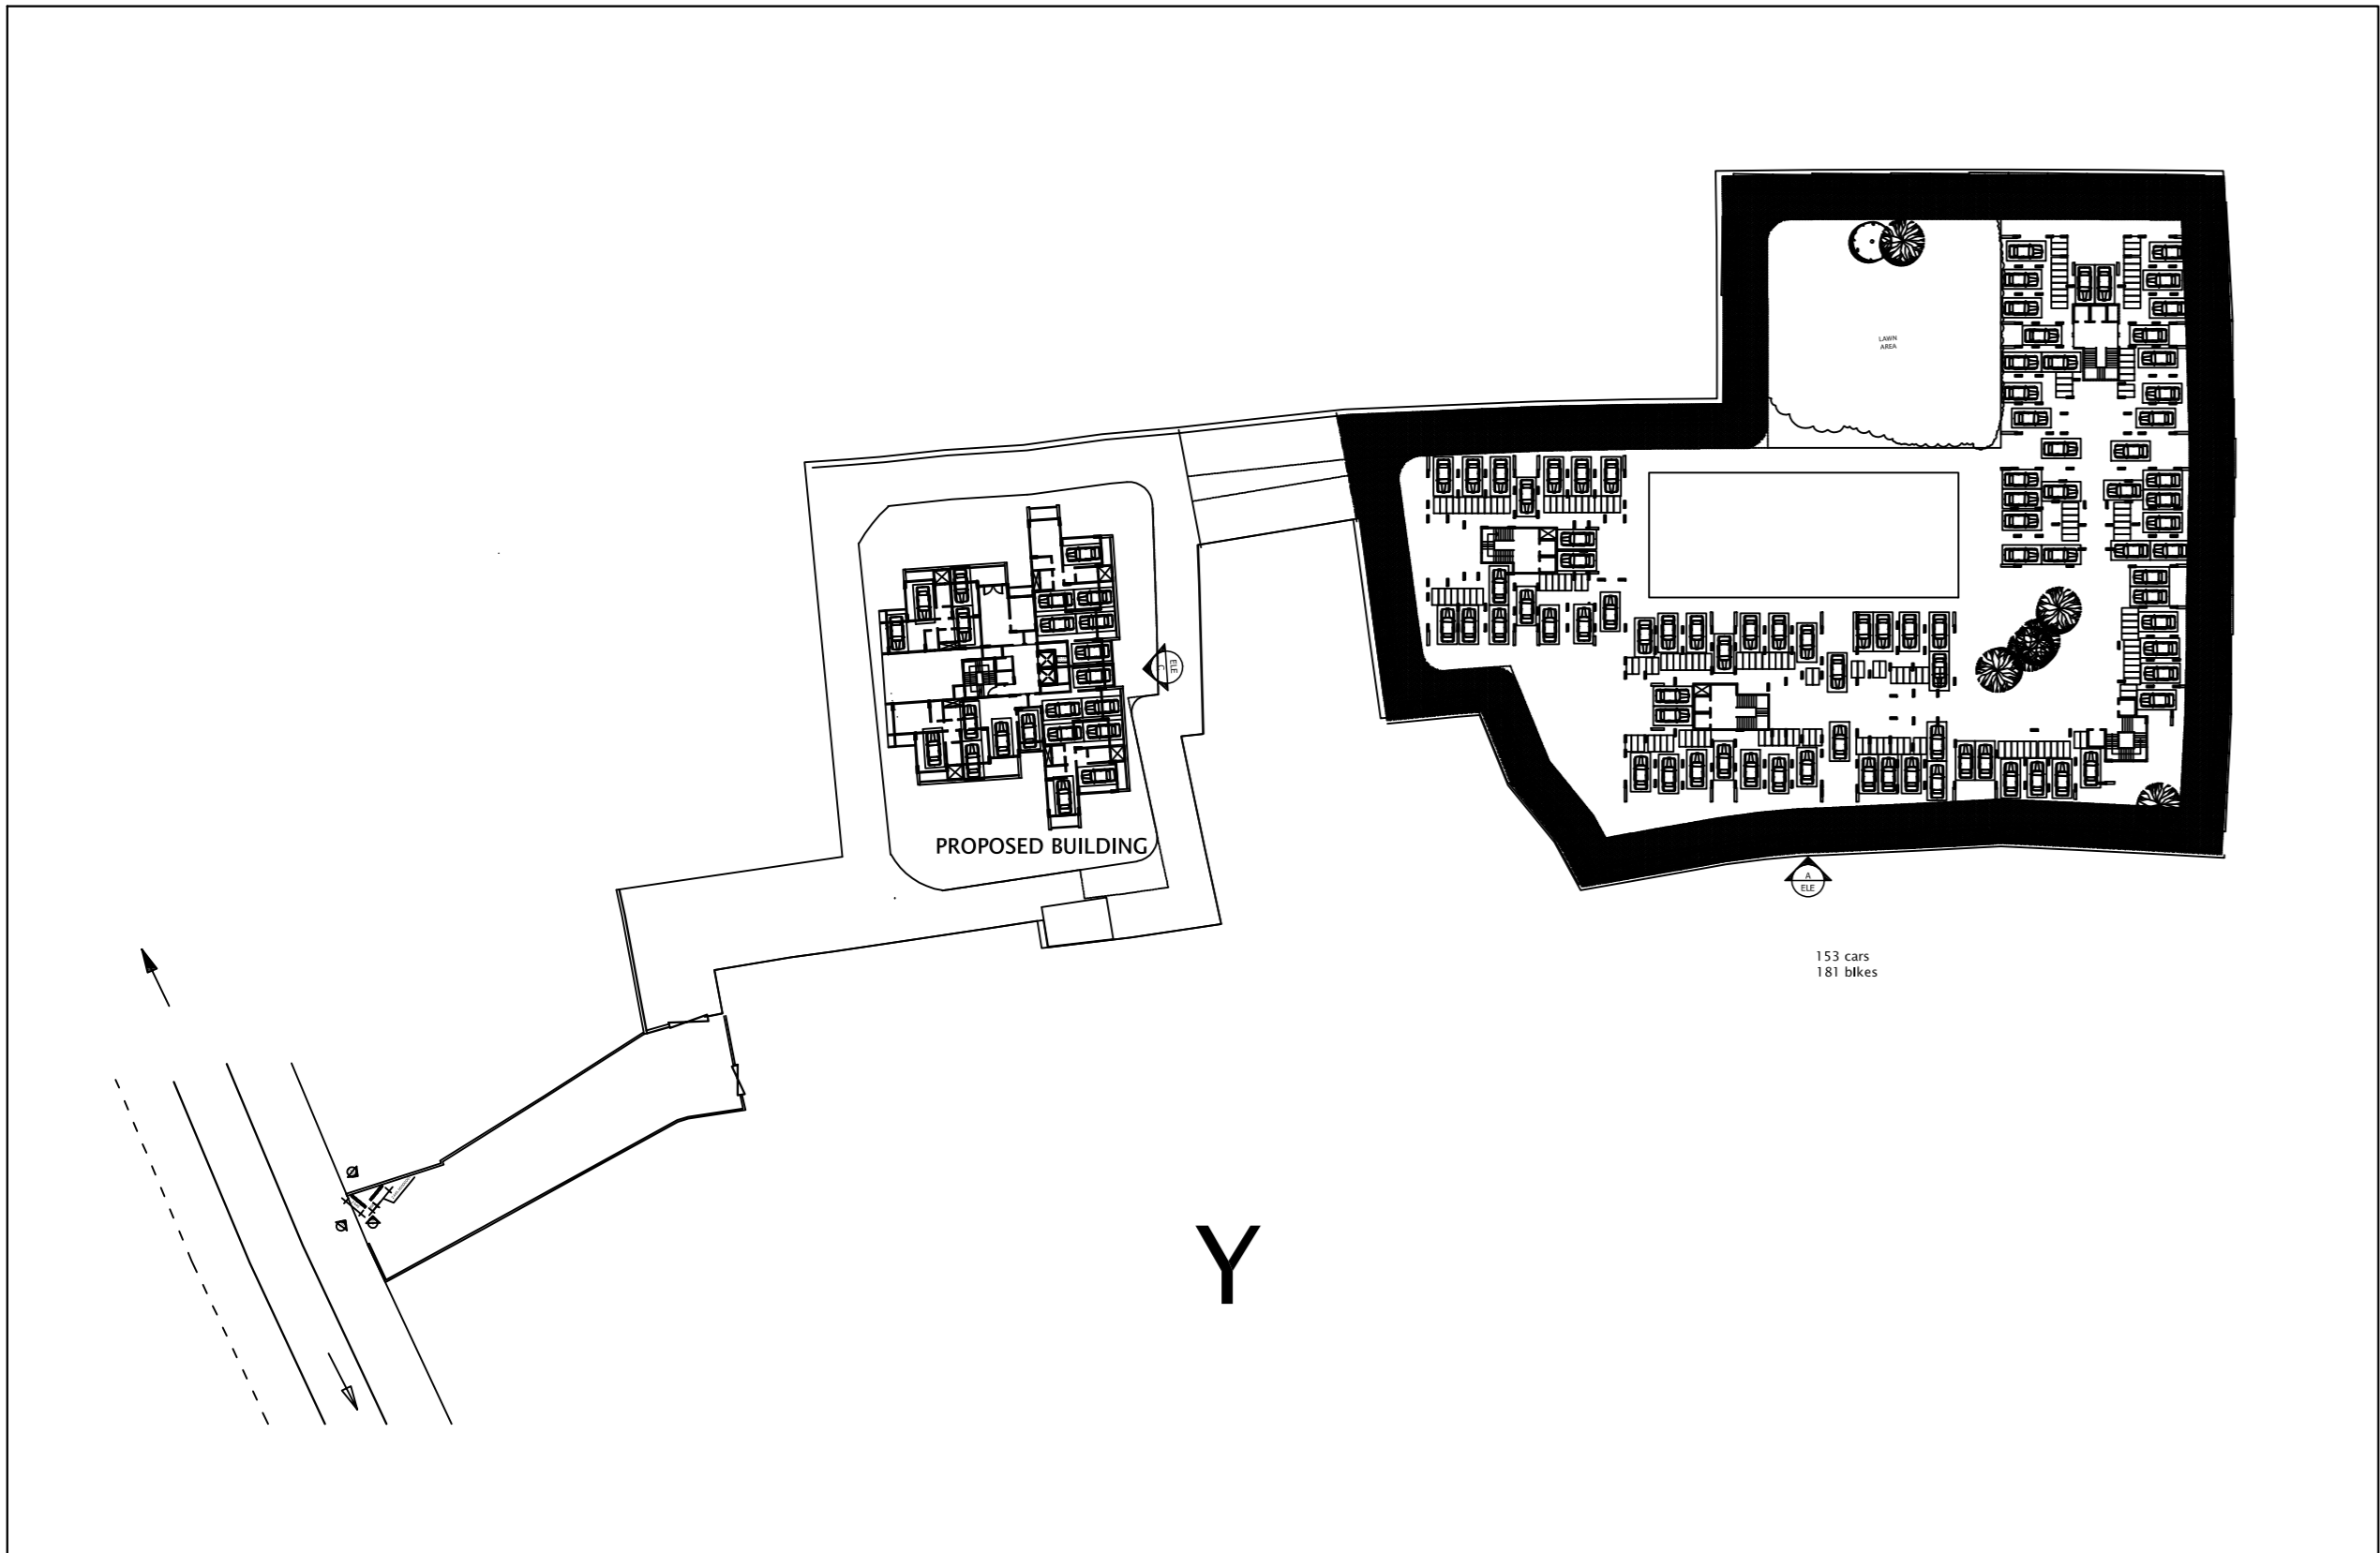 LAWN
AREA
ELE
C
PROPOSED BUILDING
A
ELE
153 cars
181 bikes
Y